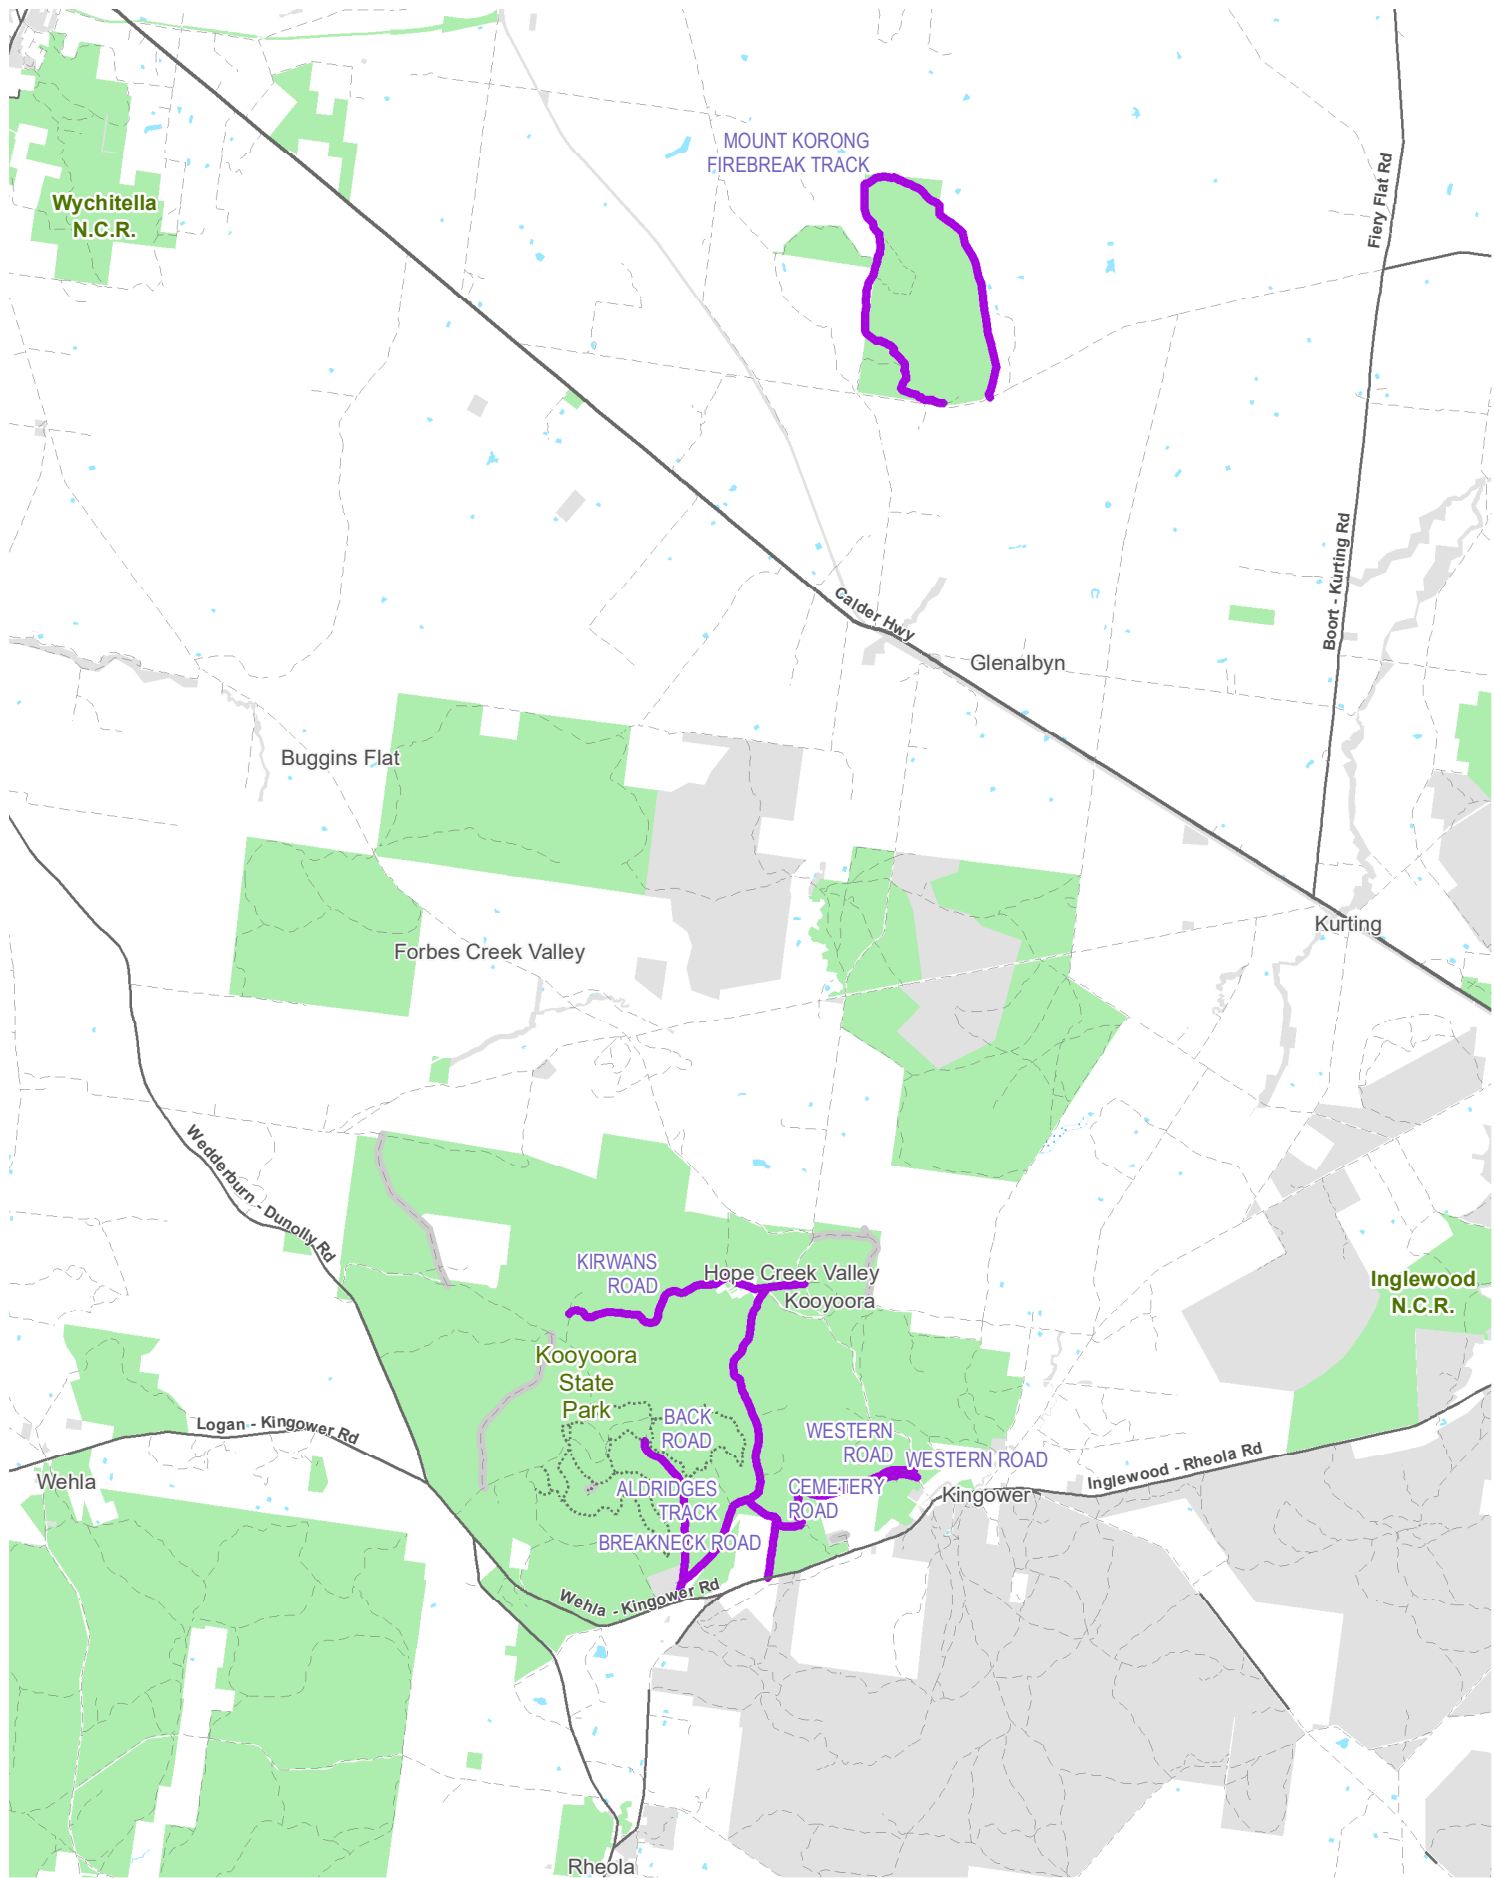 MOUNT KORONG
FIREBREAK TRACK
Fiery Flat Rd
Wychitella
N.C.R.
Boort - Kurting Rd
Calder Hwy
Glenalbyn
Buggins Flat
Kurting
Forbes Creek Valley
Wedderburn - Dunolly Rd
KIRWANS
ROAD
Hope Creek Valley
Kooyoora
Inglewood
N.C.R.
Kooyoora
State
Park
BACK
ROAD
Logan - Kingower Rd
WESTERN
ROAD
WESTERN ROAD
Inglewood - Rheola Rd
Wehla
ALDRIDGES
TRACK
CEMETERY
ROAD
Kingower
BREAKNECK ROAD
Wehla - Kingower Rd
Rheola